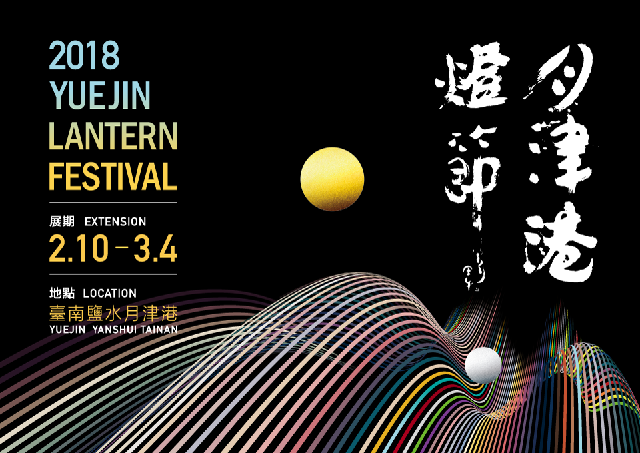 2018
YUEJIN
LANTERN
FESTIVAL
展期 EXTENSION
2.10–3.4
地點 LOCATION
臺南鹽水月津港
YUEJIN YANSHUI TAINAN
月津港
燈節